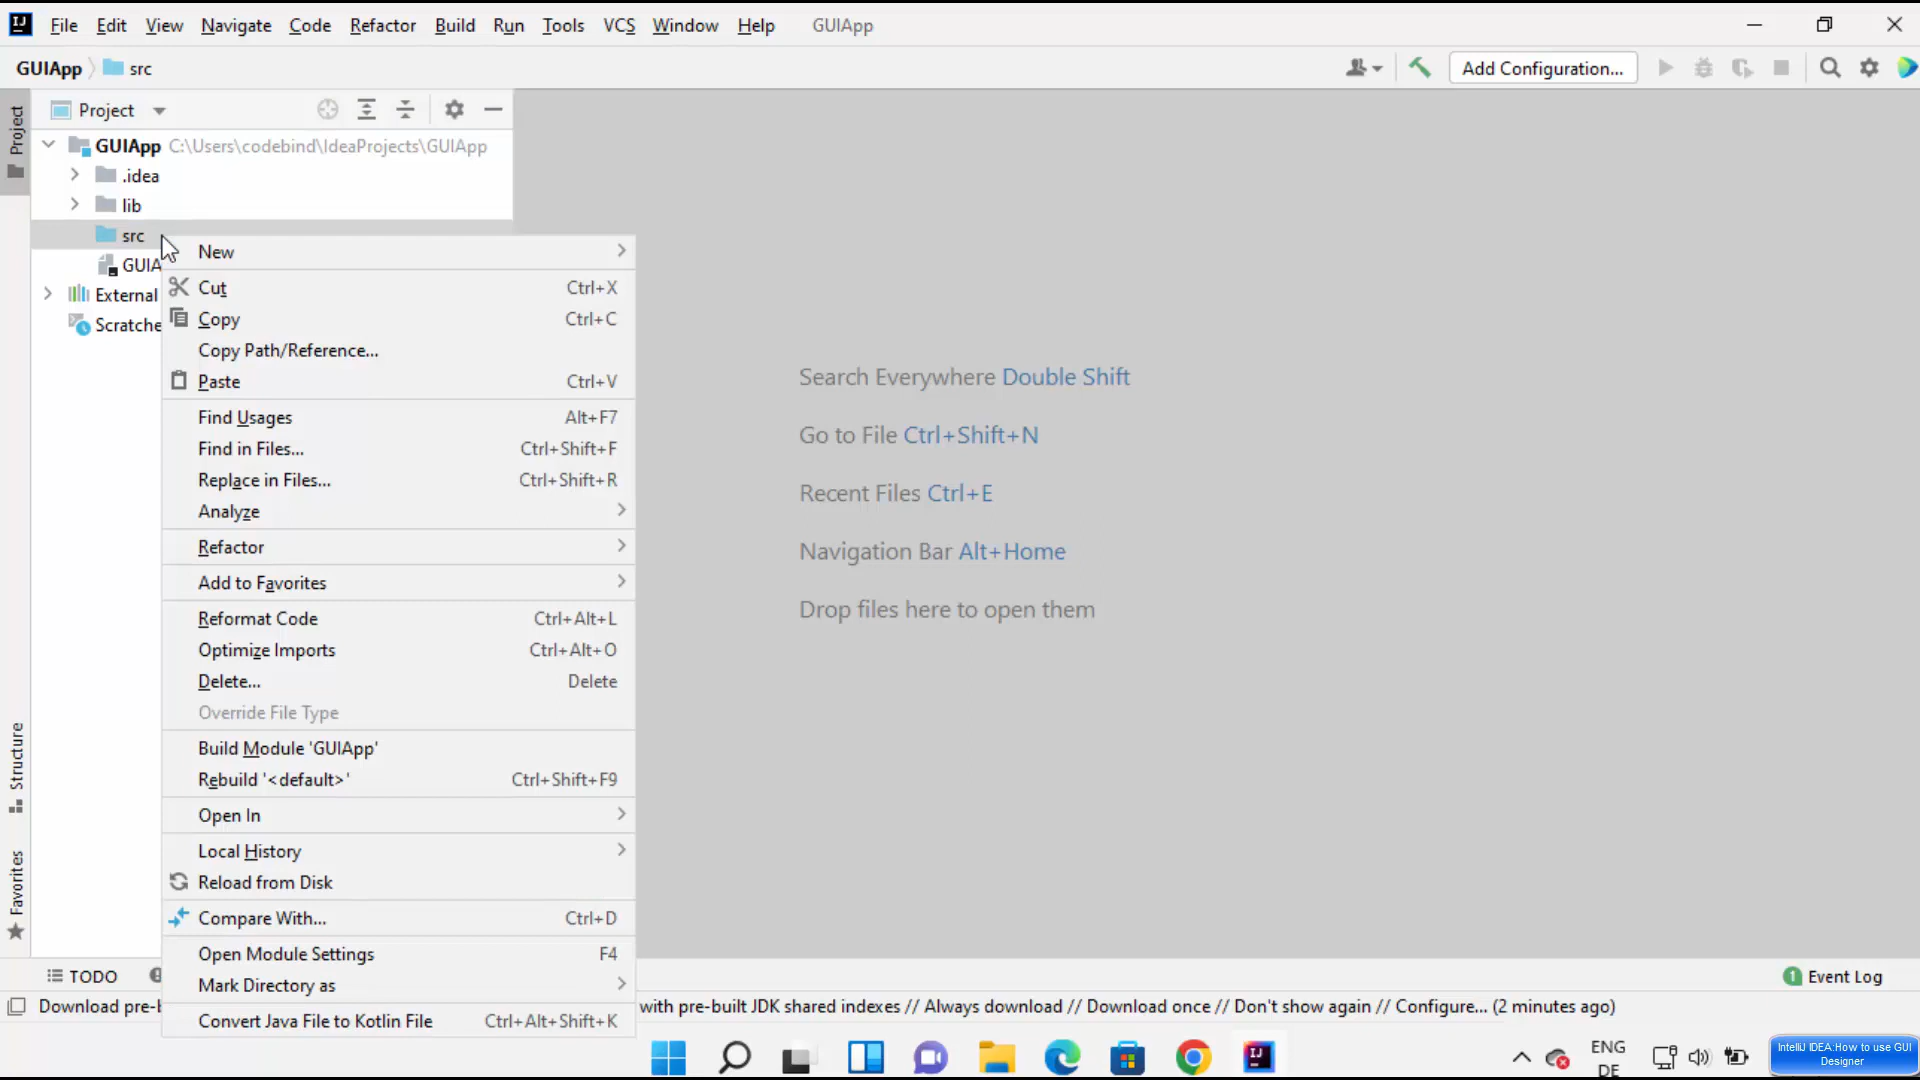 IJ File Edit View Navigate Code Refactor Build Run Tools VCS Window Help GUIApp
GUIApp src Add Configuration...
Project
Project
GUIApp C:\Users\codebind\IdeaProjects\GUIApp
.idea
lib
src
GUIA
External
Scratche
New
Cut Ctrl+X
Copy Ctrl+C
Copy Path/Reference...
Paste Ctrl+V
Find Usages Alt+F7
Find in Files... Ctrl+Shift+F
Replace in Files... Ctrl+Shift+R
Analyze
Refactor
Add to Favorites
Reformat Code Ctrl+Alt+L
Optimize Imports Ctrl+Alt+O
Delete... Delete
Override File Type
Build Module 'GUIApp'
Rebuild '<default>' Ctrl+Shift+F9
Open In
Local History
Reload from Disk
Compare With... Ctrl+D
Open Module Settings F4
Mark Directory as
Convert Java File to Kotlin File Ctrl+Alt+Shift+K
Search Everywhere Double Shift
Go to File Ctrl+Shift+N
Recent Files Ctrl+E
Navigation Bar Alt+Home
Drop files here to open them
Structure
Favorites
TODO
1 Event Log
Download pre-b with pre-built JDK shared indexes // Always download // Download once // Don't show again // Configure... (2 minutes ago)
IJ
ENG
DE
IntelliJ IDEA:How to use GUI
Designer